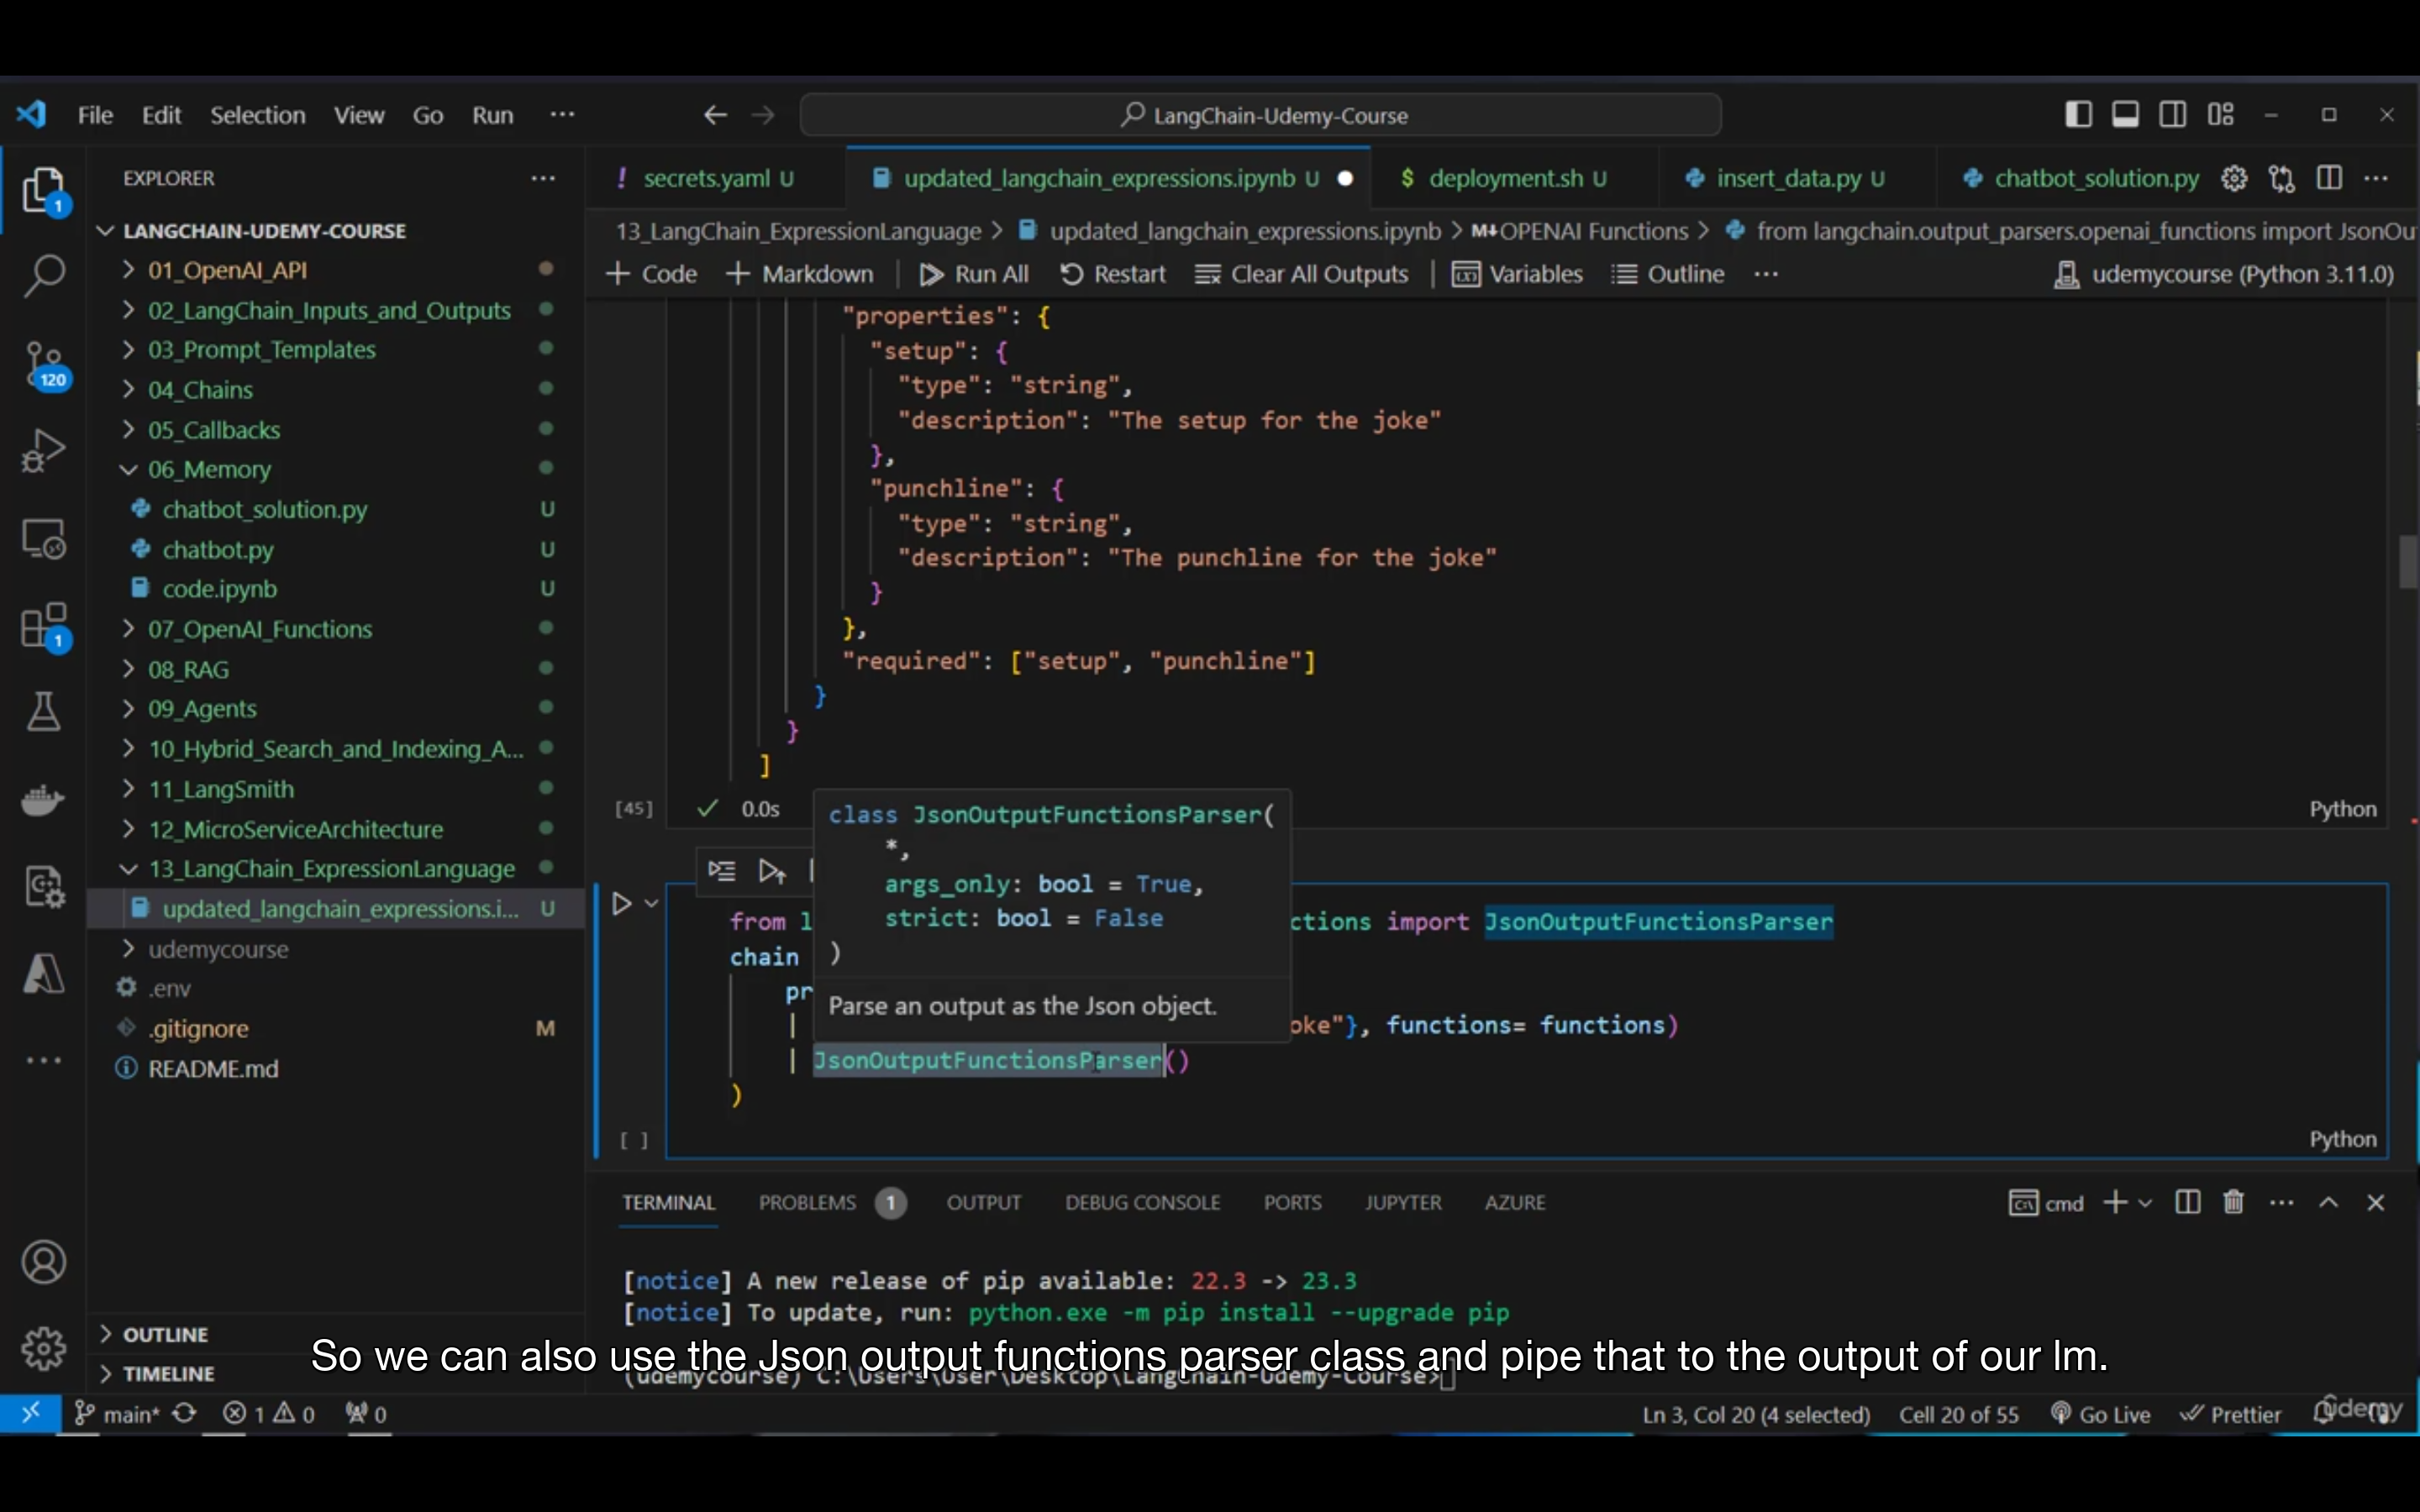 File Edit Selection View Go Run ··· LangChain-Udemy-Course
EXPLORER ···
LANGCHAIN-UDEMY-COURSE
01_OpenAI_API
02_LangChain_Inputs_and_Outputs
03_Prompt_Templates
04_Chains
05_Callbacks
06_Memory
chatbot_solution.py U
chatbot.py U
code.ipynb U
07_OpenAI_Functions
08_RAG
09_Agents
10_Hybrid_Search_and_Indexing_A...
11_LangSmith
12_MicroServiceArchitecture
13_LangChain_ExpressionLanguage
updated_langchain_expressions.i... U
udemycourse
.env
.gitignore M
README.md
OUTLINE
TIMELINE
1
120
1
! secrets.yaml U updated_langchain_expressions.ipynb U $ deployment.sh U insert_data.py U chatbot_solution.py ···
13_LangChain_ExpressionLanguage > updated_langchain_expressions.ipynb > M↓OPENAI Functions > from langchain.output_parsers.openai_functions import JsonOu
+ Code + Markdown Run All Restart Clear All Outputs Variables Outline ··· udemycourse (Python 3.11.0)
"properties": {
"setup": {
"type": "string",
"description": "The setup for the joke"
},
"punchline": {
"type": "string",
"description": "The punchline for the joke"
}
},
"required": ["setup", "punchline"]
}
}
]
[45] ✓ 0.0s Python
class JsonOutputFunctionsParser(
*,
args_only: bool = True,
strict: bool = False
)
Parse an output as the Json object.
from l ctions import JsonOutputFunctionsParser
chain
pr
| oke"}, functions= functions)
| JsonOutputFunctionsParser()
)
[ ] Python
TERMINAL PROBLEMS 1 OUTPUT DEBUG CONSOLE PORTS JUPYTER AZURE cmd
[notice] A new release of pip available: 22.3 -> 23.3
[notice] To update, run: python.exe -m pip install --upgrade pip
So we can also use the Json output functions parser class and pipe that to the output of our lm.
(udemycourse) C:\Users\User\Desktop\LangChain-Udemy-Course>
main* 1 0 0 Ln 3, Col 20 (4 selected) Cell 20 of 55 Go Live Prettier
udemy